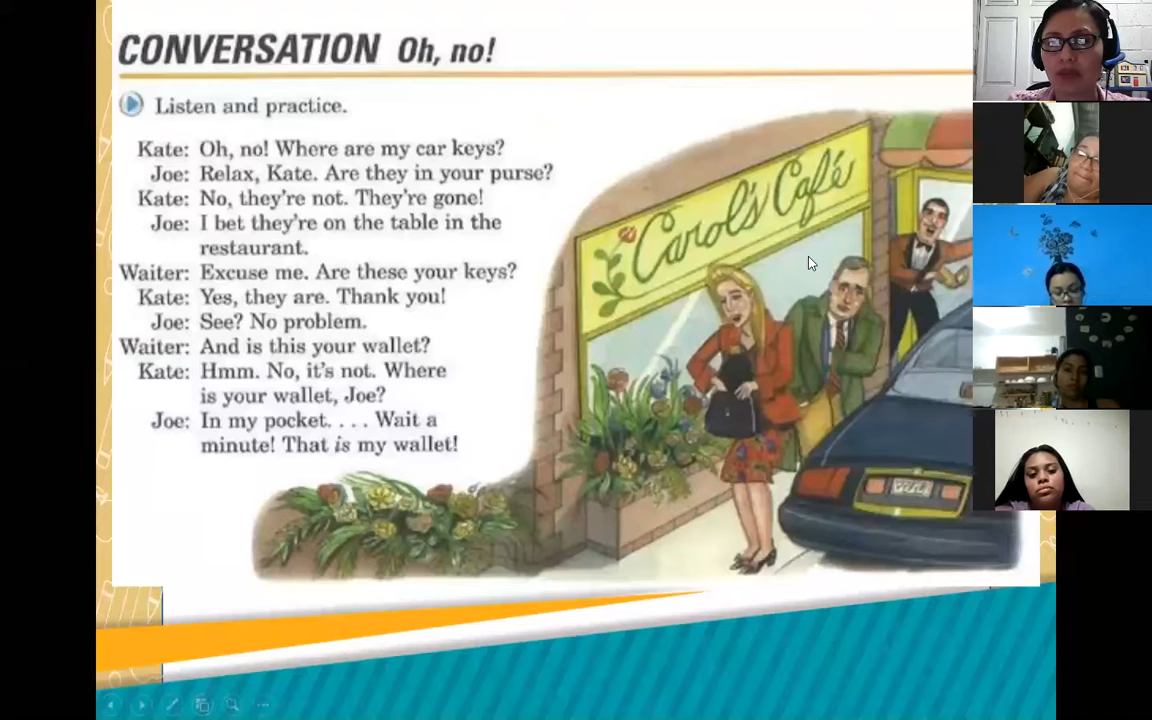 CONVERSATION Oh, no!
Listen and practice.
Kate: Oh, no! Where are my car keys?
Joe: Relax, Kate. Are they in your purse?
Kate: No, they're not. They're gone!
Joe: I bet they're on the table in the
restaurant.
Waiter: Excuse me. Are these your keys?
Kate: Yes, they are. Thank you!
Joe: See? No problem.
Waiter: And is this your wallet?
Kate: Hmm. No, it's not. Where
is your wallet, Joe?
Joe: In my pocket. . . . Wait a
minute! That is my wallet!
Carol's Café